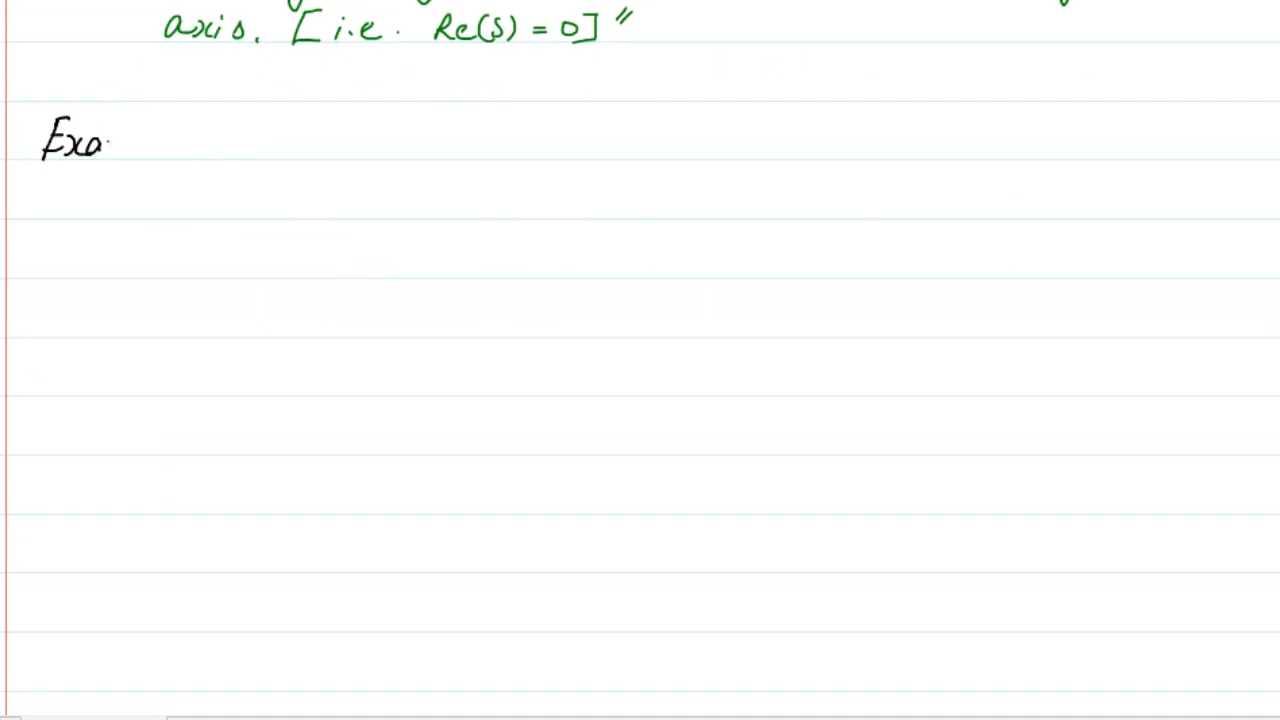 axis. [i.e. Re(s) = 0]"
Exa